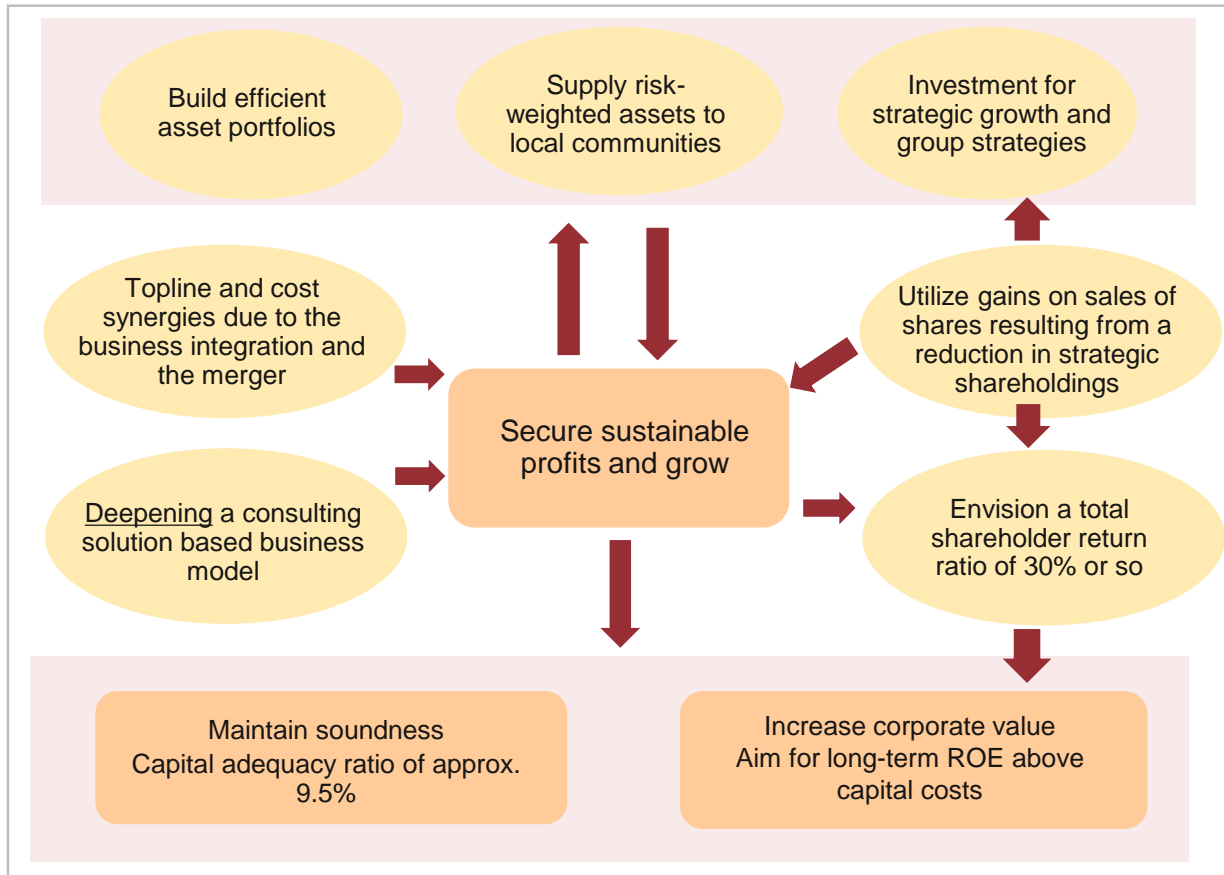 Build efficient
asset portfolios
Supply risk-
weighted assets to
local communities
Investment for
strategic growth and
group strategies
Topline and cost
synergies due to the
business integration and
the merger
Utilize gains on sales of
shares resulting from a
reduction in strategic
shareholdings
Secure sustainable
profits and grow
Deepening a consulting
solution based business
model
Envision a total
shareholder return
ratio of 30% or so
Maintain soundness
Capital adequacy ratio of approx.
9.5%
Increase corporate value
Aim for long-term ROE above
capital costs